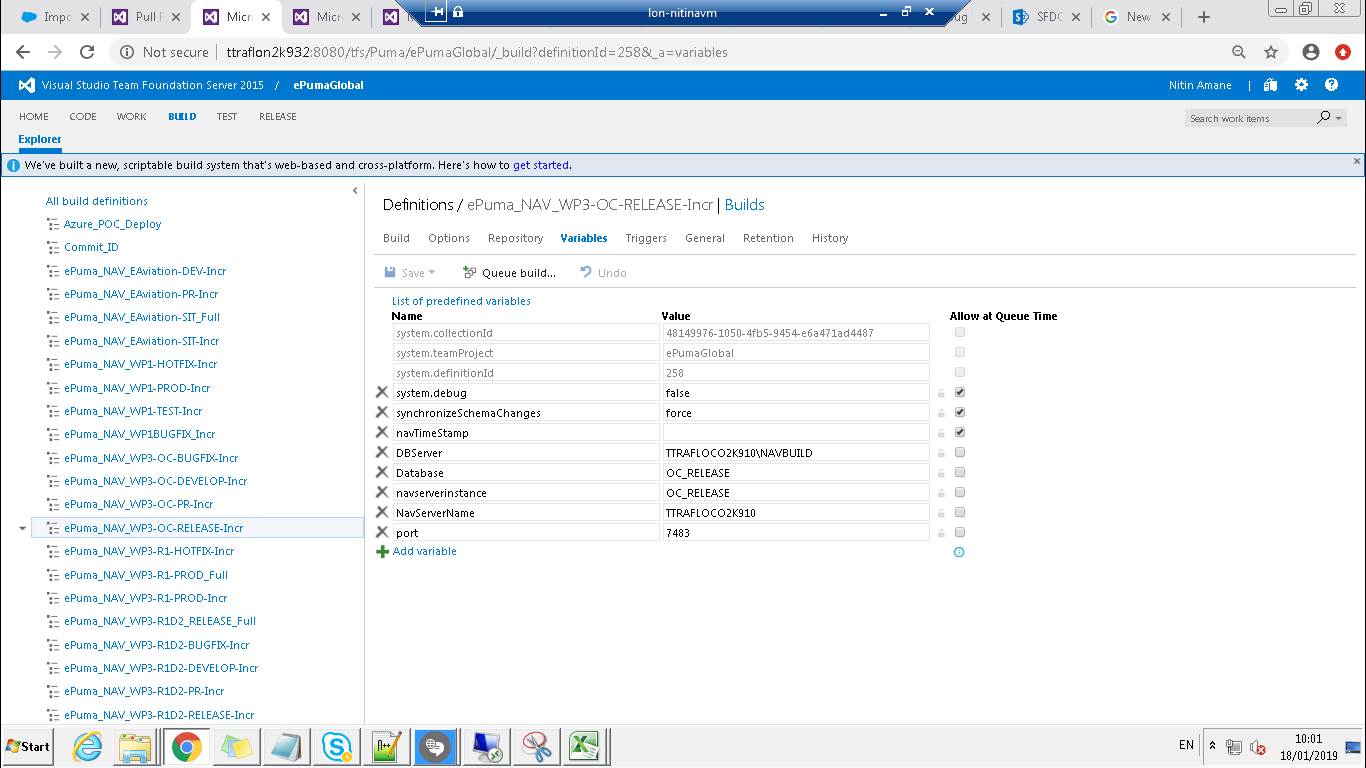 Impo
Pull F
Micro
Micro
lon-nitinavm
SFDC
New
Not secure
ttraflon2k932:8080/tfs/Puma/ePumaGlobal/_build?definitionId=258&_a=variables
Visual Studio Team Foundation Server 2015 / ePumaGlobal
Nitin Amane |
HOME CODE WORK BUILD TEST RELEASE
Search work items
Explorer
We've built a new, scriptable build system that's web-based and cross-platform. Here's how to get started.
All build definitions
Azure_POC_Deploy
Commit_ID
ePuma_NAV_EAviation-DEV-Incr
ePuma_NAV_EAviation-PR-Incr
ePuma_NAV_EAviation-SIT_Full
ePuma_NAV_EAviation-SIT-Incr
ePuma_NAV_WP1-HOTFIX-Incr
ePuma_NAV_WP1-PROD-Incr
ePuma_NAV_WP1-TEST-Incr
ePuma_NAV_WP1BUGFIX_Incr
ePuma_NAV_WP3-OC-BUGFIX-Incr
ePuma_NAV_WP3-OC-DEVELOP-Incr
ePuma_NAV_WP3-OC-PR-Incr
ePuma_NAV_WP3-OC-RELEASE-Incr
ePuma_NAV_WP3-R1-HOTFIX-Incr
ePuma_NAV_WP3-R1-PROD_Full
ePuma_NAV_WP3-R1-PROD-Incr
ePuma_NAV_WP3-R1D2_RELEASE_Full
ePuma_NAV_WP3-R1D2-BUGFIX-Incr
ePuma_NAV_WP3-R1D2-DEVELOP-Incr
ePuma_NAV_WP3-R1D2-PR-Incr
ePuma_NAV_WP3-R1D2-RELEASE-Incr
Definitions / ePuma_NAV_WP3-OC-RELEASE-Incr | Builds
Build Options Repository Variables Triggers General Retention History
Save Queue build... Undo
List of predefined variables
Name Value Allow at Queue Time
system.collectionId 48149976-1050-4fb5-9454-e6a471ad4487
system.teamProject ePumaGlobal
system.definitionId 258
system.debug false
synchronizeSchemaChanges force
navTimeStamp
DBServer TTRAFLOCO2K910\NAVBUILD
Database OC_RELEASE
navserverinstance OC_RELEASE
NavServerName TTRAFLOCO2K910
port 7483
Add variable
Start
EN
10:01
18/01/2019